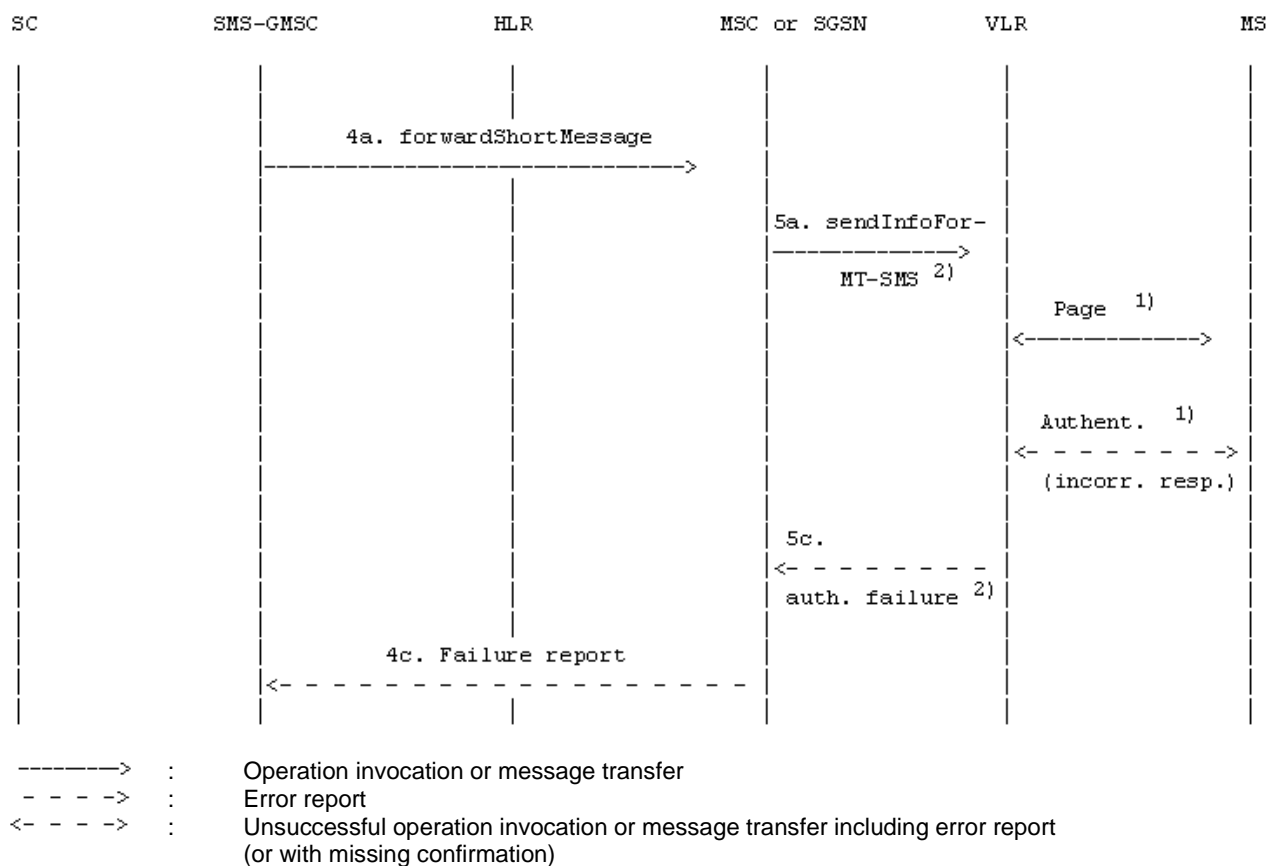 SC SMS-GMSC HLR MSC or SGSN VLR MS
4a. forwardShortMessage
5a. sendInfoFor-
MT-SMS 2)
Page 1)
Authent. 1)
(incorr. resp.)
5c.
auth. failure 2)
4c. Failure report
: Operation invocation or message transfer
: Error report
: Unsuccessful operation invocation or message transfer including error report
(or with missing confirmation)